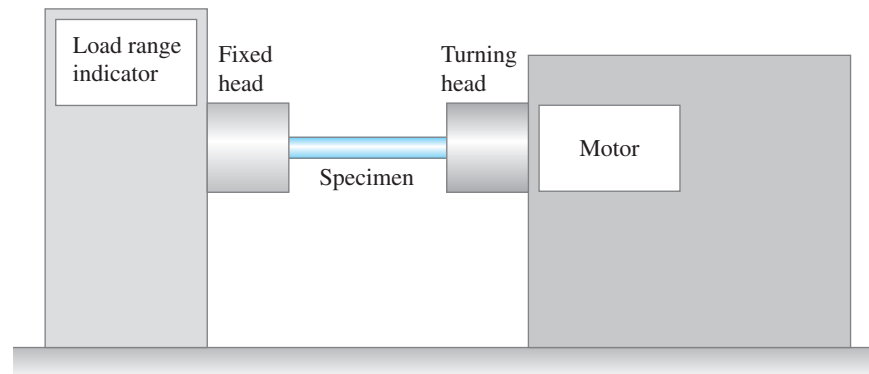 Load range
indicator
Fixed
head
Turning
head
Motor
Specimen